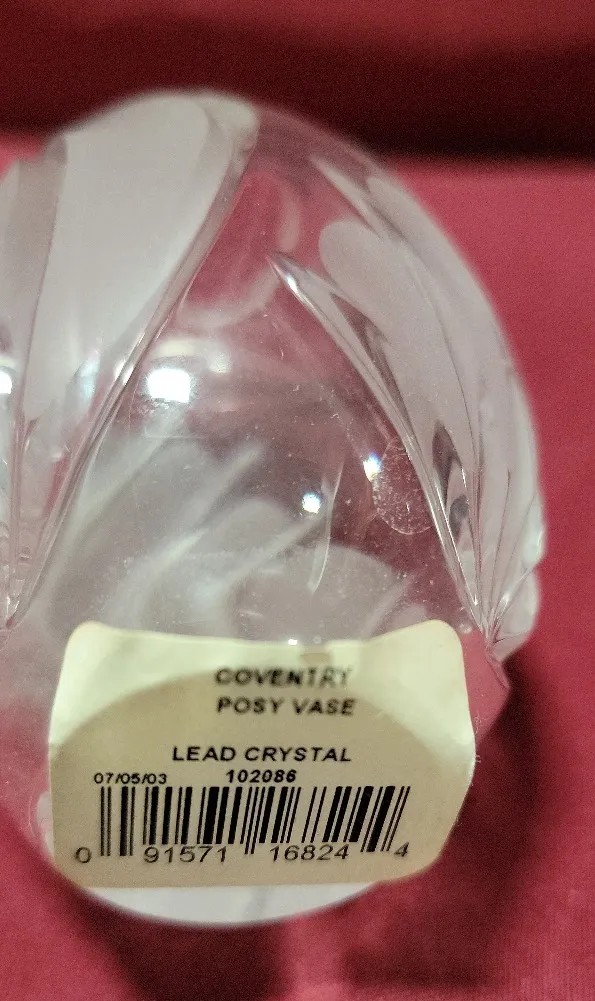 COVENTRY
POSY VASE
LEAD CRYSTAL
07/05/03 102086
0 91571 16824 4